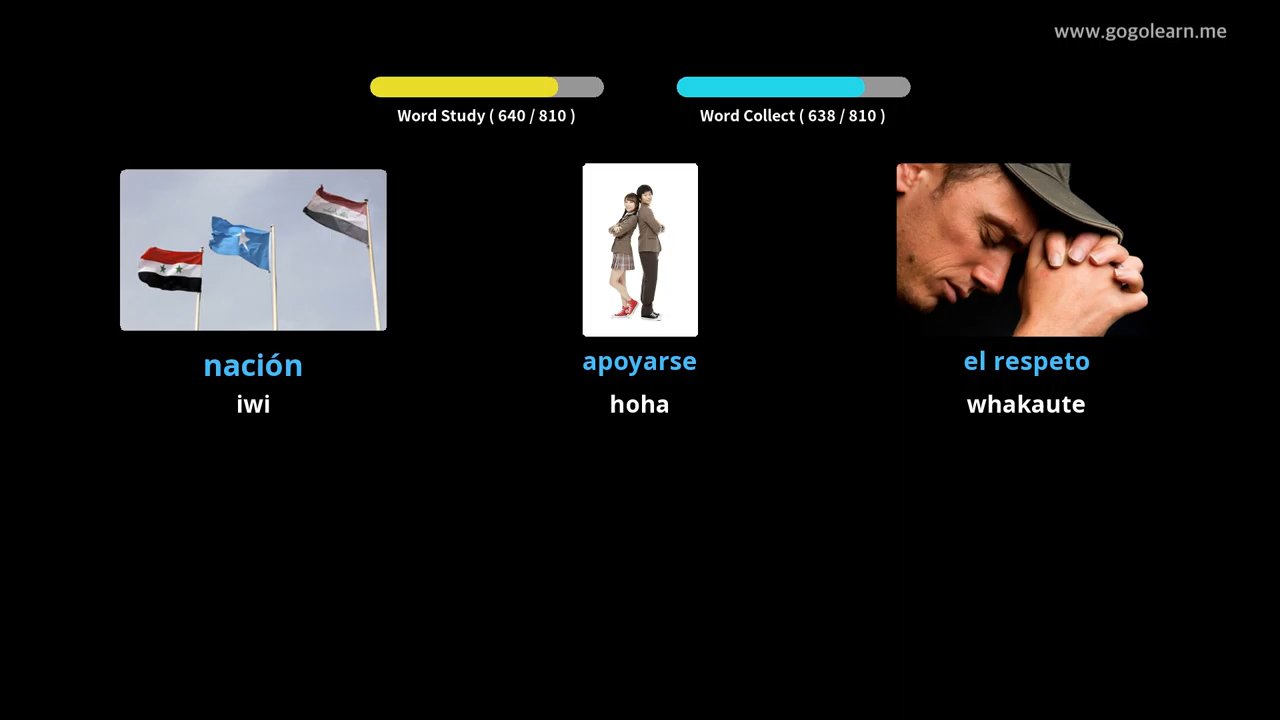 www.gogolearn.me
Word Study ( 640 / 810 )
Word Collect ( 638 / 810 )
nación
apoyarse
el respeto
iwi
hoha
whakaute